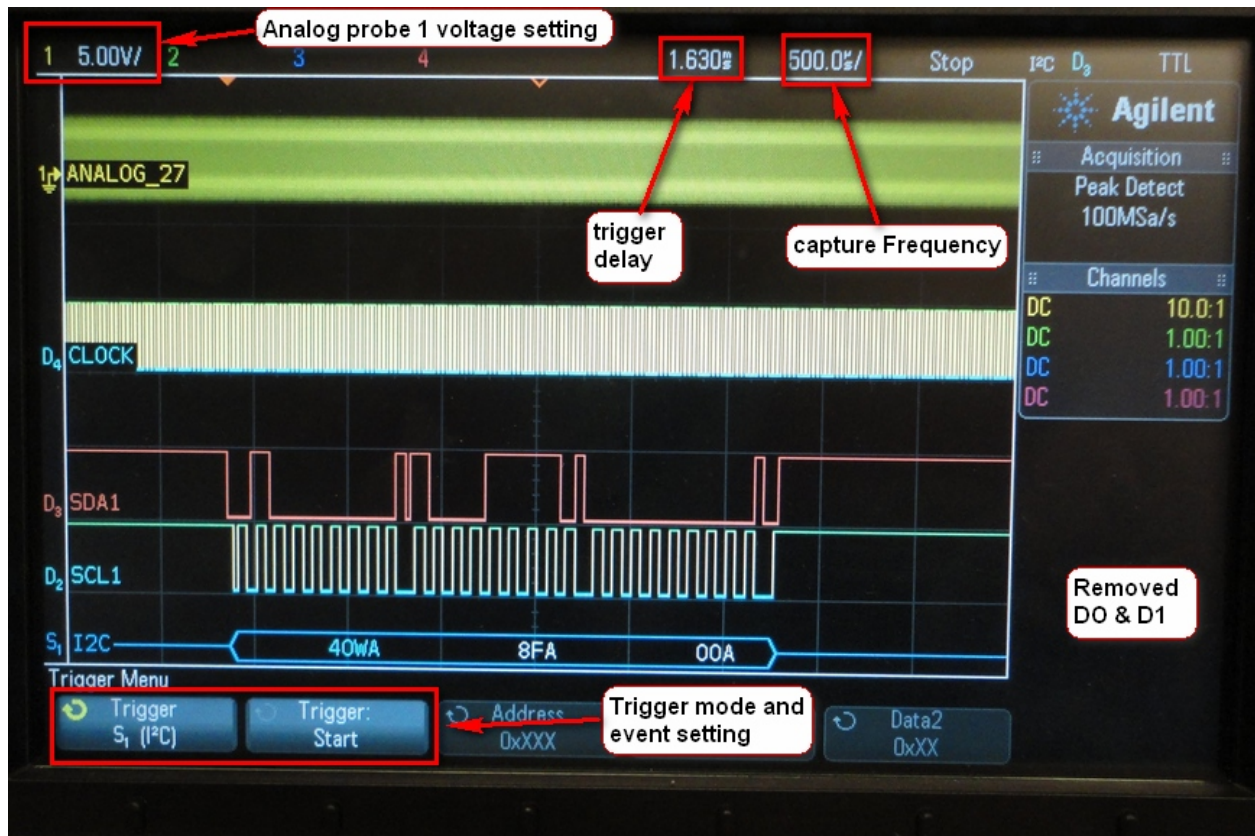 Analog probe 1 voltage setting
1 5.00V/ 2 3 4 1.630ms 500.0µs/ Stop I²C D₃ TTL
Agilent
Acquisition
Peak Detect
100MSa/s
1 ANALOG_27
trigger
delay
capture Frequency
Channels
DC 10.0:1
DC 1.00:1
DC 1.00:1
DC 1.00:1
D₄ CLOCK
D₃ SDA1
D₂ SCL1
Removed
D0 & D1
S₁ I2C 40WA 8FA 00A
Trigger Menu
Trigger
S₁ (I²C)
Trigger:
Start
Address
0xXXX
Trigger mode and
event setting
Data2
0xXX